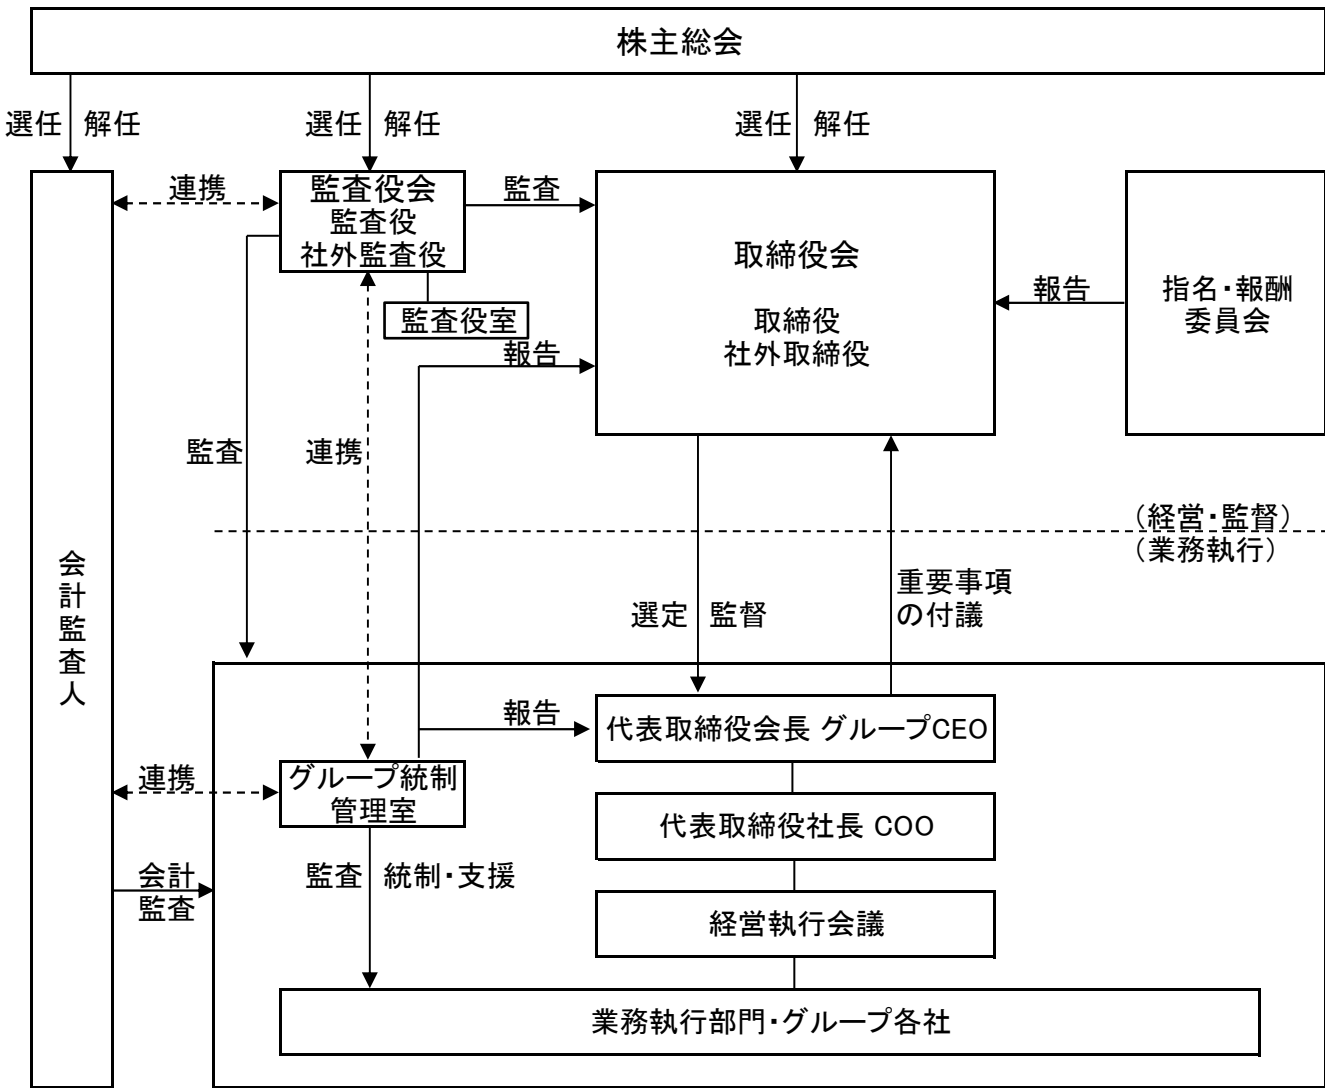 株主総会
選任 解任
選任 解任
選任 解任
監査役会
監査役
社外監査役
連携
監査
監査役室
取締役会
取締役
社外取締役
報告
指名・報酬
委員会
報告
監査
連携
(経営・監督)
(業務執行)
会計監査人
選定 監督
重要事項
の付議
報告
代表取締役会長 グループCEO
連携
グループ統制
管理室
代表取締役社長 COO
会計
監査
監査 統制・支援
経営執行会議
業務執行部門・グループ各社